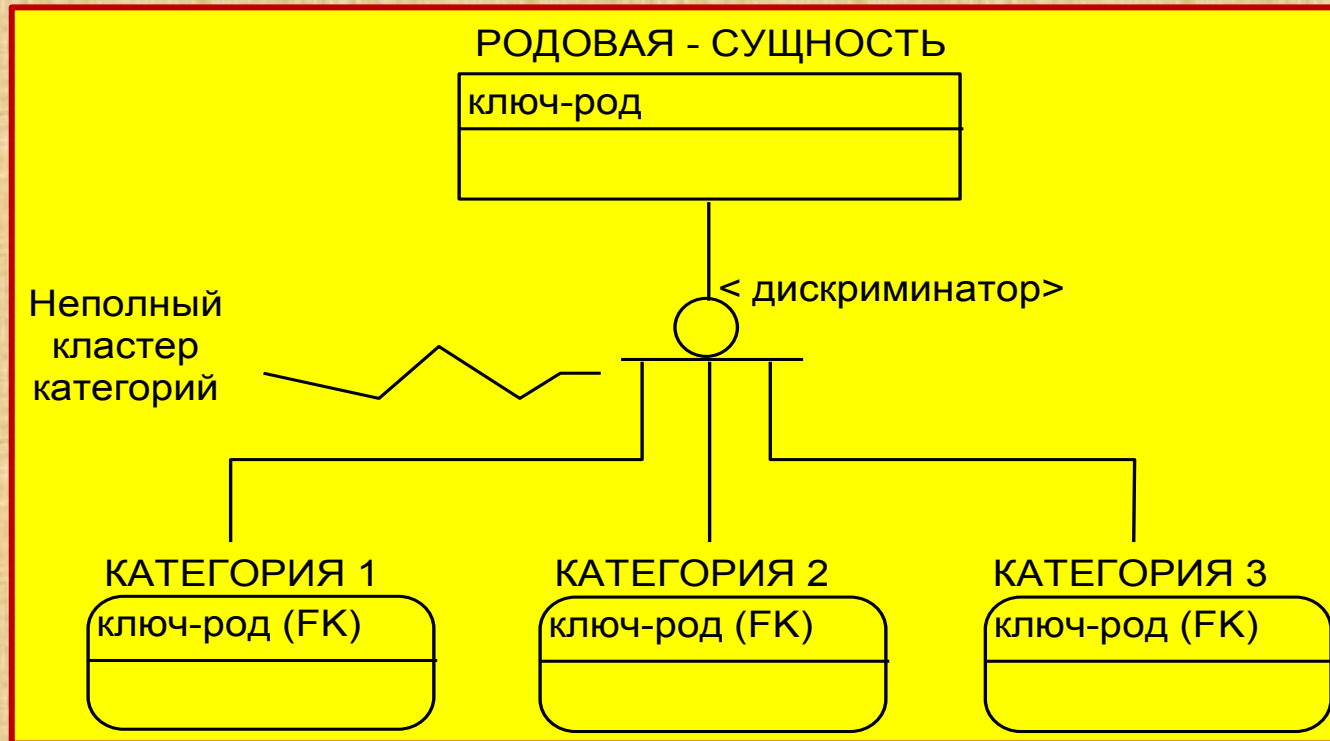 РОДОВАЯ - СУЩНОСТЬ
ключ-род
< дискриминатор>
Неполный
кластер
категорий
КАТЕГОРИЯ 1
ключ-род (FK)
КАТЕГОРИЯ 2
ключ-род (FK)
КАТЕГОРИЯ 3
ключ-род (FK)